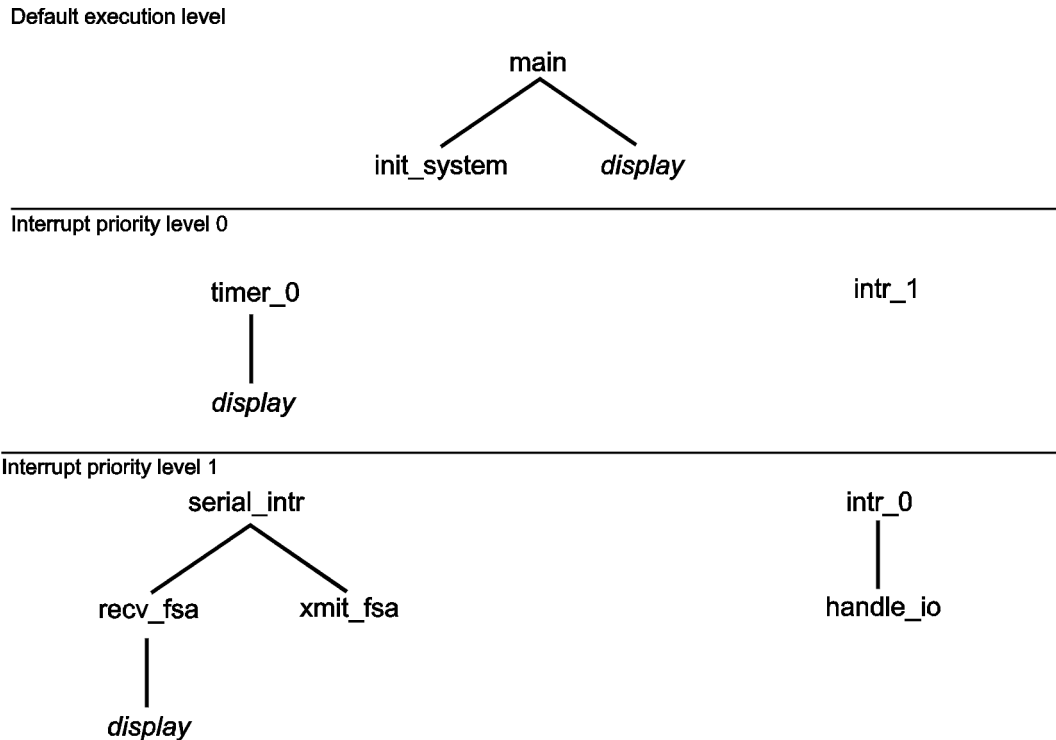 Default execution level
main
init_system display
Interrupt priority level 0
timer_0 intr_1
display
Interrupt priority level 1
serial_intr intr_0
recv_fsa xmit_fsa handle_io
display